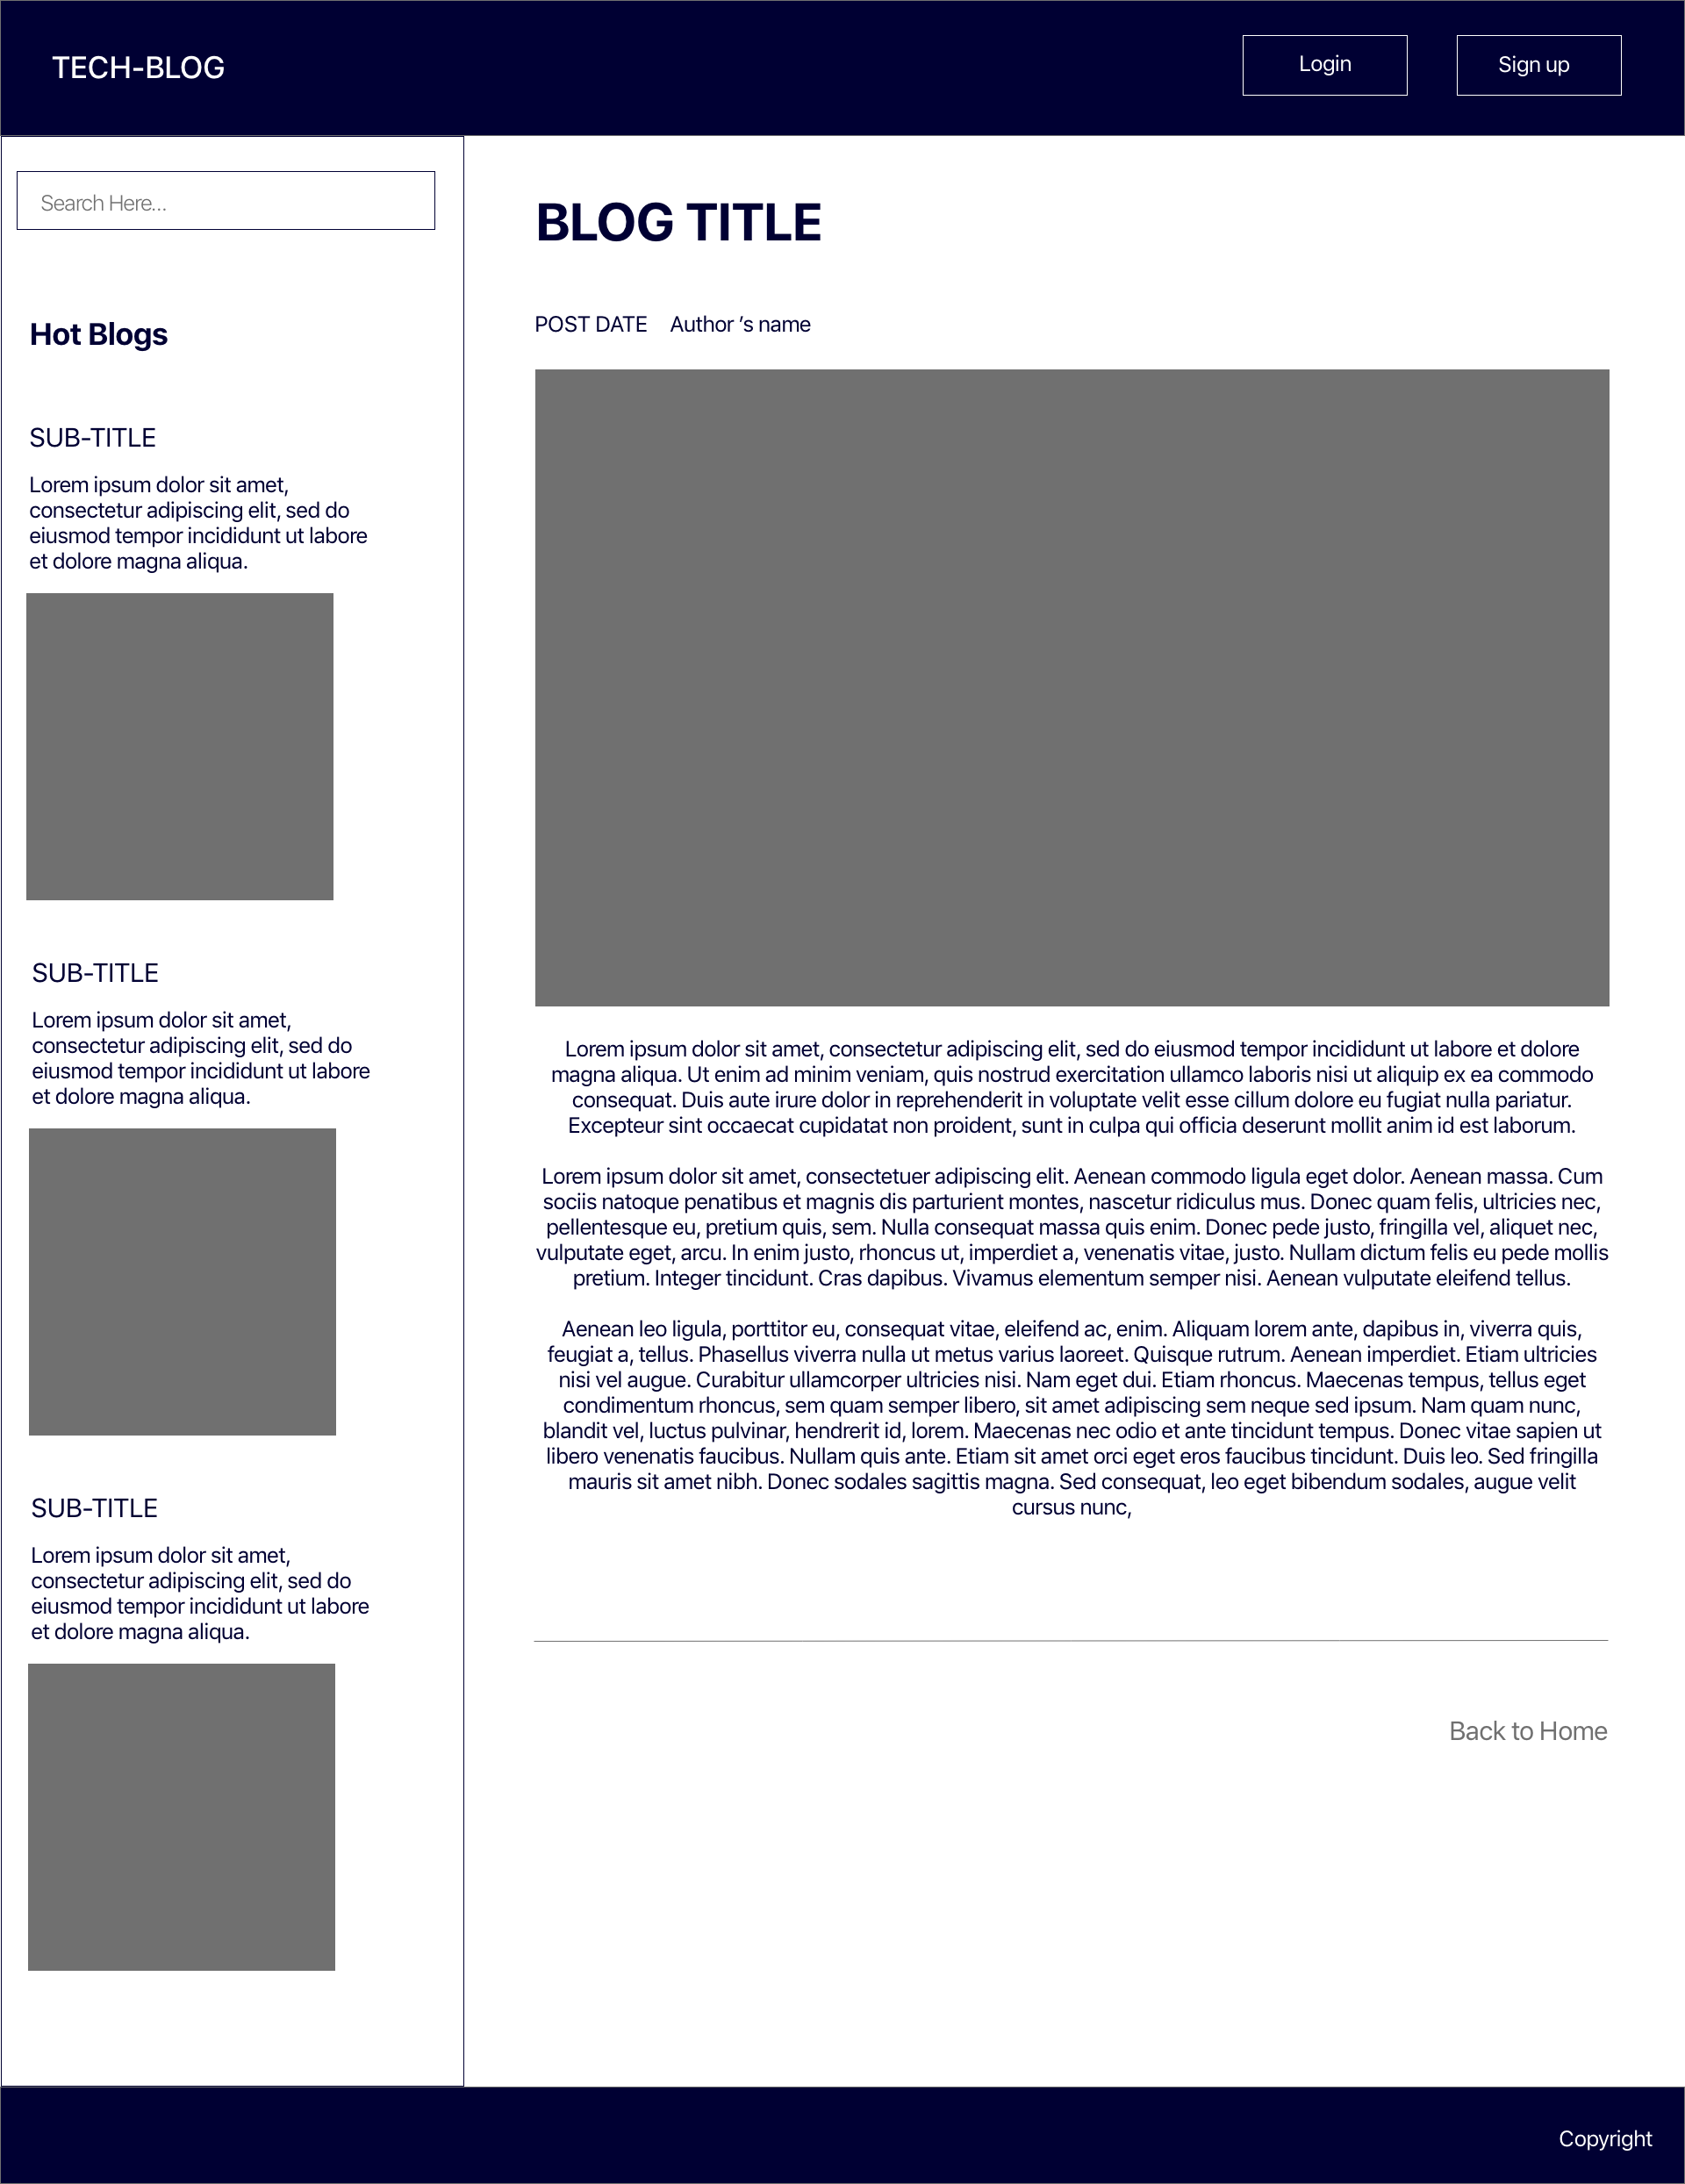 TECH-BLOG
Login
Sign up
Search Here...
Hot Blogs
SUB-TITLE
Lorem ipsum dolor sit amet,
consectetur adipiscing elit, sed do
eiusmod tempor incididunt ut labore
et dolore magna aliqua.
SUB-TITLE
Lorem ipsum dolor sit amet,
consectetur adipiscing elit, sed do
eiusmod tempor incididunt ut labore
et dolore magna aliqua.
SUB-TITLE
Lorem ipsum dolor sit amet,
consectetur adipiscing elit, sed do
eiusmod tempor incididunt ut labore
et dolore magna aliqua.
BLOG TITLE
POST DATE Author ’s name
Lorem ipsum dolor sit amet, consectetur adipiscing elit, sed do eiusmod tempor incididunt ut labore et dolore
magna aliqua. Ut enim ad minim veniam, quis nostrud exercitation ullamco laboris nisi ut aliquip ex ea commodo
consequat. Duis aute irure dolor in reprehenderit in voluptate velit esse cillum dolore eu fugiat nulla pariatur.
Excepteur sint occaecat cupidatat non proident, sunt in culpa qui officia deserunt mollit anim id est laborum.
Lorem ipsum dolor sit amet, consectetuer adipiscing elit. Aenean commodo ligula eget dolor. Aenean massa. Cum
sociis natoque penatibus et magnis dis parturient montes, nascetur ridiculus mus. Donec quam felis, ultricies nec,
pellentesque eu, pretium quis, sem. Nulla consequat massa quis enim. Donec pede justo, fringilla vel, aliquet nec,
vulputate eget, arcu. In enim justo, rhoncus ut, imperdiet a, venenatis vitae, justo. Nullam dictum felis eu pede mollis
pretium. Integer tincidunt. Cras dapibus. Vivamus elementum semper nisi. Aenean vulputate eleifend tellus.
Aenean leo ligula, porttitor eu, consequat vitae, eleifend ac, enim. Aliquam lorem ante, dapibus in, viverra quis,
feugiat a, tellus. Phasellus viverra nulla ut metus varius laoreet. Quisque rutrum. Aenean imperdiet. Etiam ultricies
nisi vel augue. Curabitur ullamcorper ultricies nisi. Nam eget dui. Etiam rhoncus. Maecenas tempus, tellus eget
condimentum rhoncus, sem quam semper libero, sit amet adipiscing sem neque sed ipsum. Nam quam nunc,
blandit vel, luctus pulvinar, hendrerit id, lorem. Maecenas nec odio et ante tincidunt tempus. Donec vitae sapien ut
libero venenatis faucibus. Nullam quis ante. Etiam sit amet orci eget eros faucibus tincidunt. Duis leo. Sed fringilla
mauris sit amet nibh. Donec sodales sagittis magna. Sed consequat, leo eget bibendum sodales, augue velit
cursus nunc,
Back to Home
Copyright